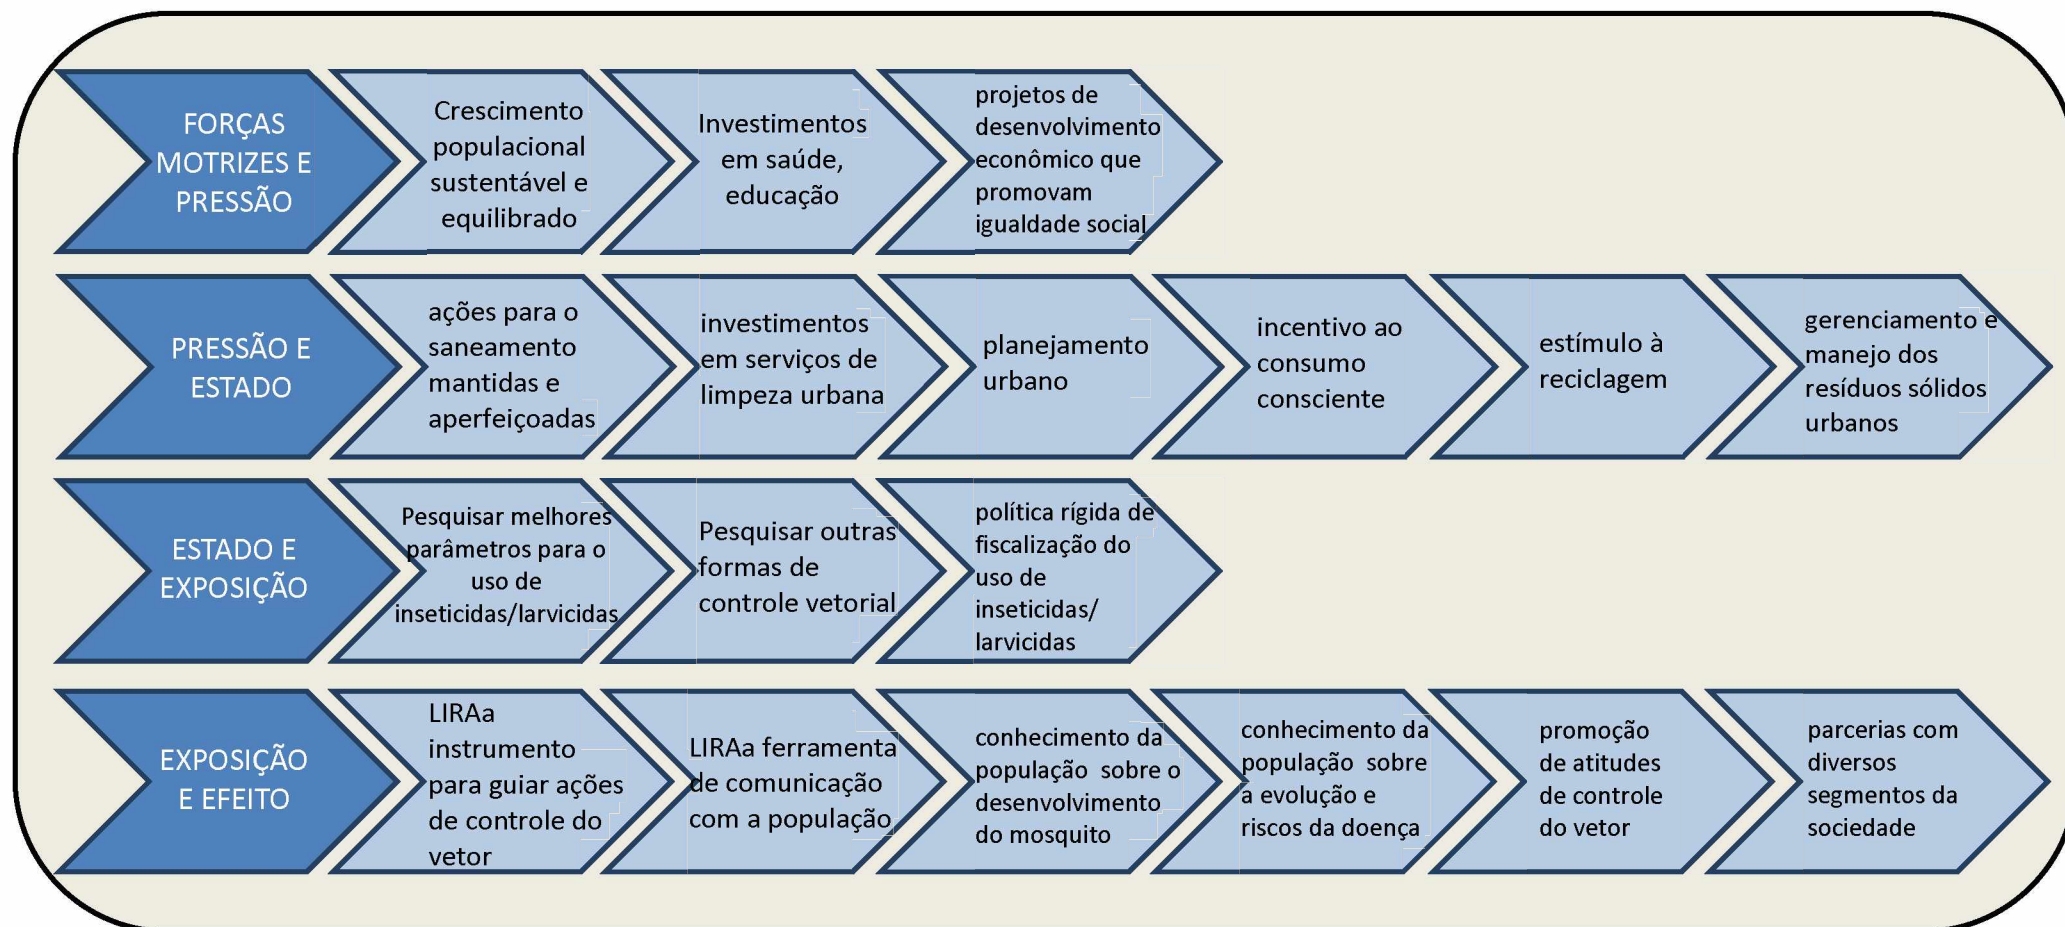 FORÇAS
MOTRIZES E
PRESSÃO
Crescimento
populacional
sustentável e
equilibrado
Investimentos
em saúde,
educação
projetos de
desenvolvimento
econômico que
promovam
igualdade social
PRESSÃO E
ESTADO
ações para o
saneamento
mantidas e
aperfeiçoadas
investimentos
em serviços de
limpeza urbana
planejamento
urbano
incentivo ao
consumo
consciente
estímulo à
reciclagem
gerenciamento e
manejo dos
resíduos sólidos
urbanos
ESTADO E
EXPOSIÇÃO
Pesquisar melhores
parâmetros para o
uso de
inseticidas/larvicidas
Pesquisar outras
formas de
controle vetorial
política rígida de
fiscalização do
uso de
inseticidas/
larvicidas
EXPOSIÇÃO
E EFEITO
LIRAa
instrumento
para guiar ações
de controle do
vetor
LIRAa ferramenta
de comunicação
com a população
conhecimento da
população sobre o
desenvolvimento
do mosquito
conhecimento da
população sobre
a evolução e
riscos da doença
promoção
de atitudes
de controle
do vetor
parcerias com
diversos
segmentos da
sociedade